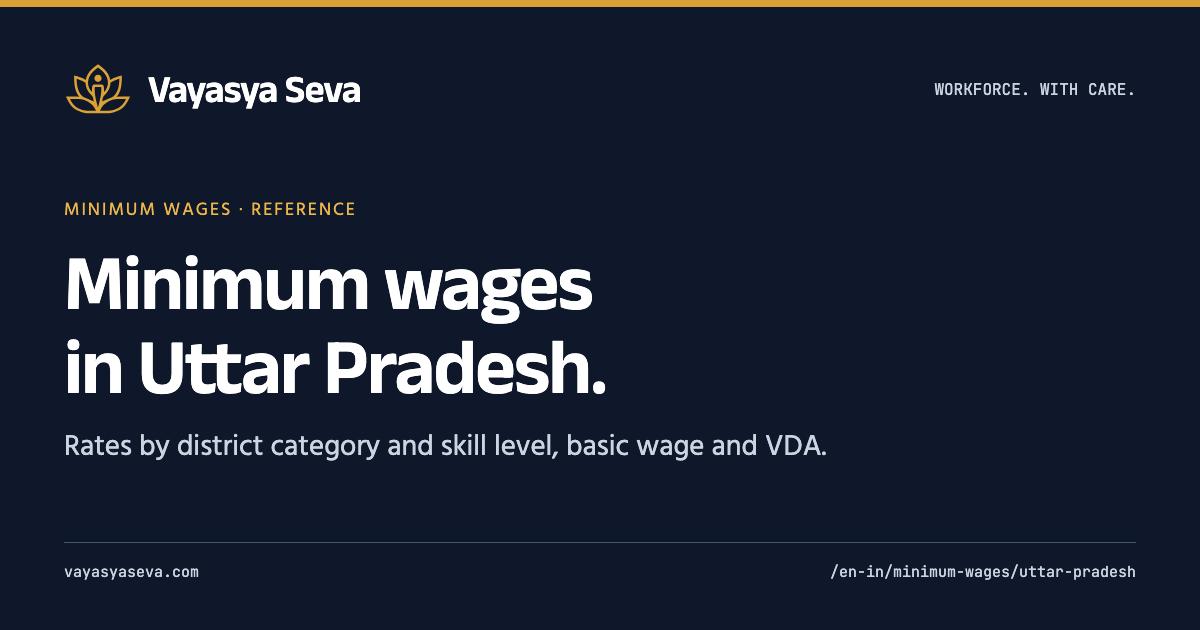 Vayasya Seva
WORKFORCE. WITH CARE.
MINIMUM WAGES · REFERENCE
Minimum wages
in Uttar Pradesh.
Rates by district category and skill level, basic wage and VDA.
vayasyaseva.com
/en-in/minimum-wages/uttar-pradesh